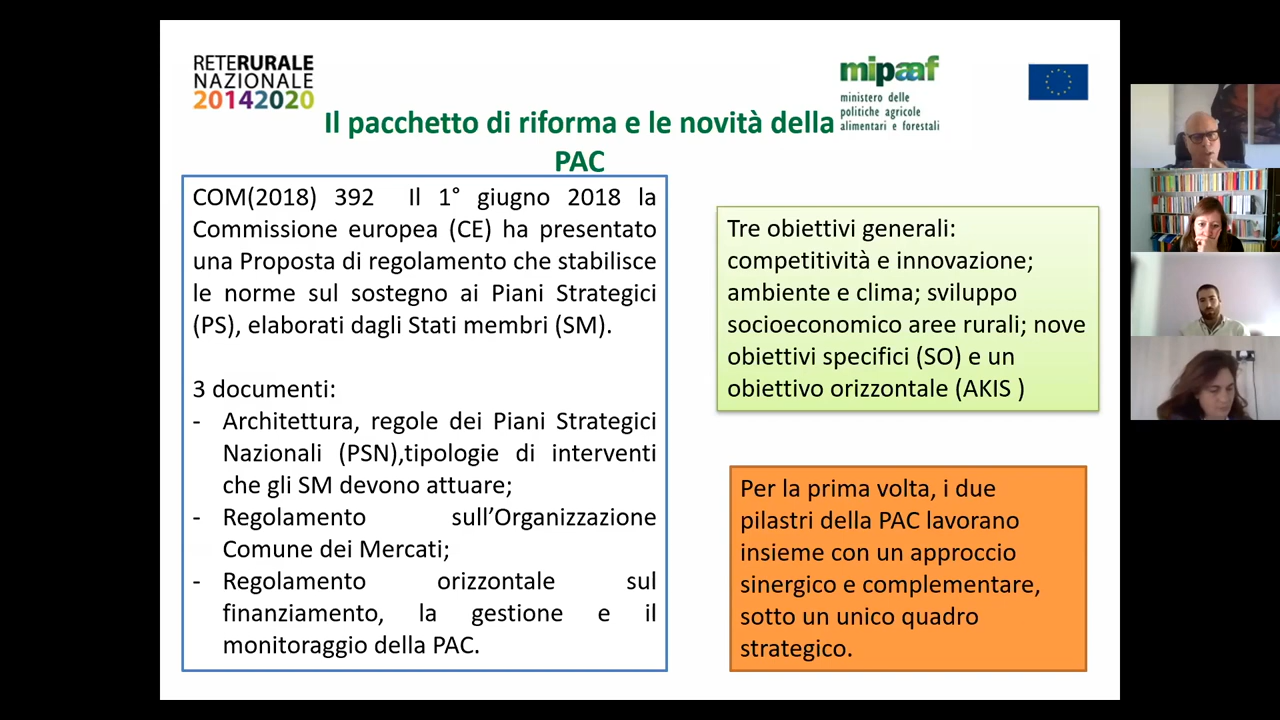 RETERURALE
NAZIONALE
20142020
mipaaf
ministero delle
politiche agricole
alimentari e forestali
Il pacchetto di riforma e le novità della
PAC
COM(2018) 392 Il 1° giugno 2018 la
Commissione europea (CE) ha presentato
una Proposta di regolamento che stabilisce
le norme sul sostegno ai Piani Strategici
(PS), elaborati dagli Stati membri (SM).
3 documenti:
- Architettura, regole dei Piani Strategici
Nazionali (PSN),tipologie di interventi
che gli SM devono attuare;
- Regolamento sull’Organizzazione
Comune dei Mercati;
- Regolamento orizzontale sul
finanziamento, la gestione e il
monitoraggio della PAC.
Tre obiettivi generali:
competitività e innovazione;
ambiente e clima; sviluppo
socioeconomico aree rurali; nove
obiettivi specifici (SO) e un
obiettivo orizzontale (AKIS )
Per la prima volta, i due
pilastri della PAC lavorano
insieme con un approccio
sinergico e complementare,
sotto un unico quadro
strategico.